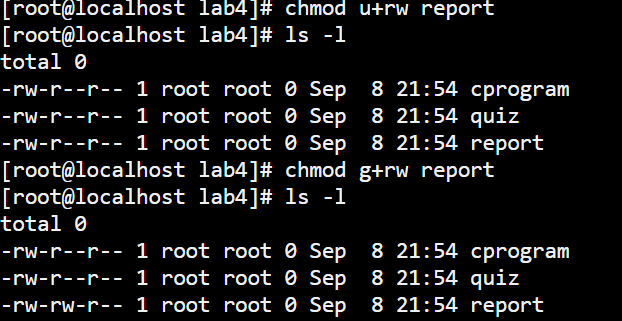 [root@localhost lab4]# chmod u+rw report
[root@localhost lab4]# ls -l
total 0
-rw-r--r-- 1 root root 0 Sep  8 21:54 cprogram
-rw-r--r-- 1 root root 0 Sep  8 21:54 quiz
-rw-r--r-- 1 root root 0 Sep  8 21:54 report
[root@localhost lab4]# chmod g+rw report
[root@localhost lab4]# ls -l
total 0
-rw-r--r-- 1 root root 0 Sep  8 21:54 cprogram
-rw-r--r-- 1 root root 0 Sep  8 21:54 quiz
-rw-rw-r-- 1 root root 0 Sep  8 21:54 report